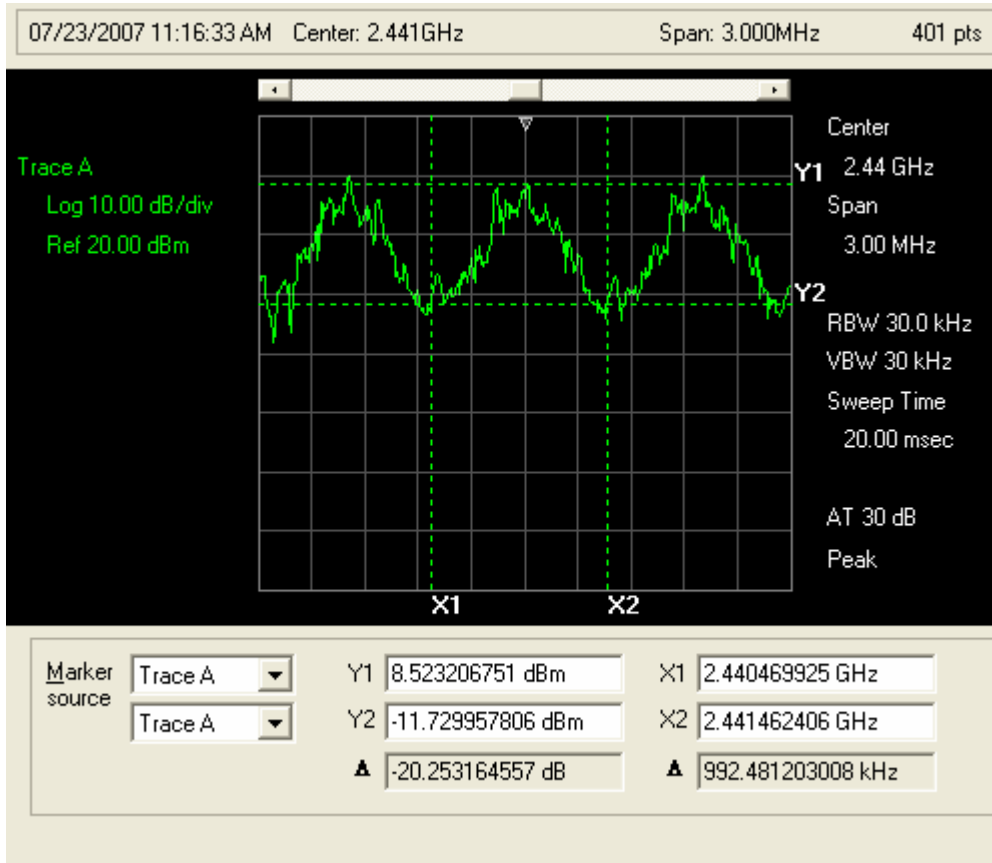 07/23/2007 11:16:33 AM Center: 2.441GHz Span: 3.000MHz 401 pts
Center
Trace A
Y1 2.44 GHz
Log 10.00 dB/div
Span
Ref 20.00 dBm
3.00 MHz
Y2
RBW 30.0 kHz
VBW 30 kHz
Sweep Time
20.00 msec
AT 30 dB
Peak
X1 X2
Marker source
Trace A
Trace A
Y1 8.523206751 dBm
X1 2.440469925 GHz
Y2 -11.729957806 dBm
X2 2.441462406 GHz
Δ -20.253164557 dB
Δ 992.481203008 kHz